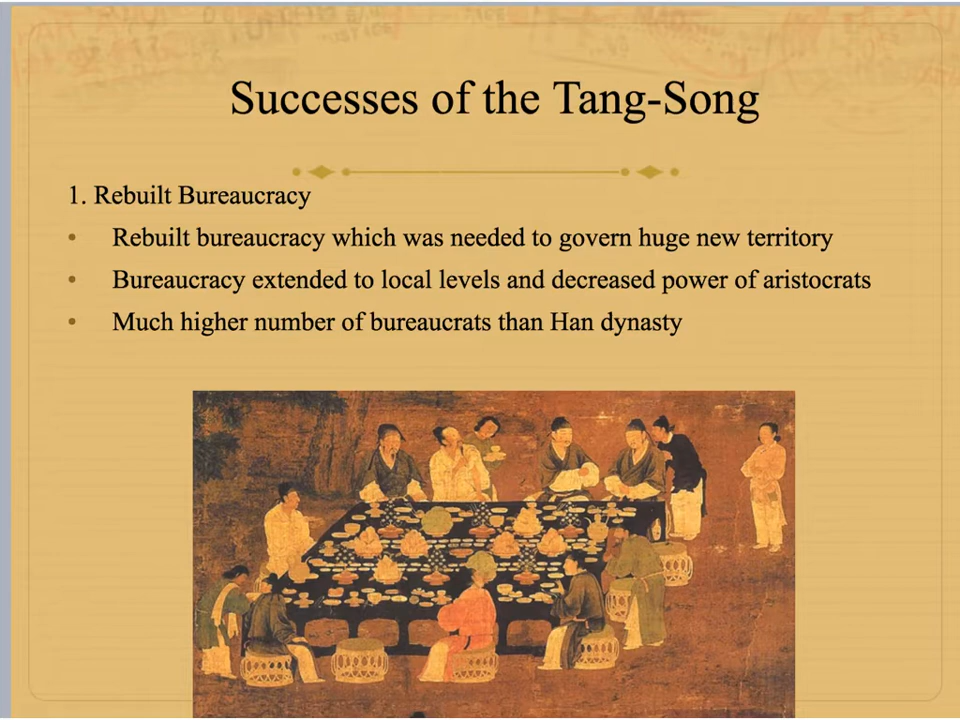 Successes of the Tang-Song
1. Rebuilt Bureaucracy
• Rebuilt bureaucracy which was needed to govern huge new territory
• Bureaucracy extended to local levels and decreased power of aristocrats
• Much higher number of bureaucrats than Han dynasty